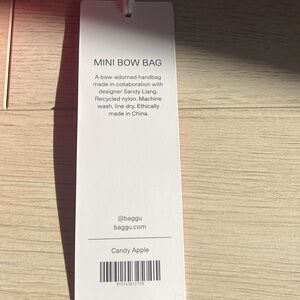 MINI BOW BAG
A bow-adorned handbag
made in collaboration with
designer Sandy Liang.
Recycled nylon. Machine
wash, line dry. Ethically
made in China.
@baggu
baggu.com
Candy Apple